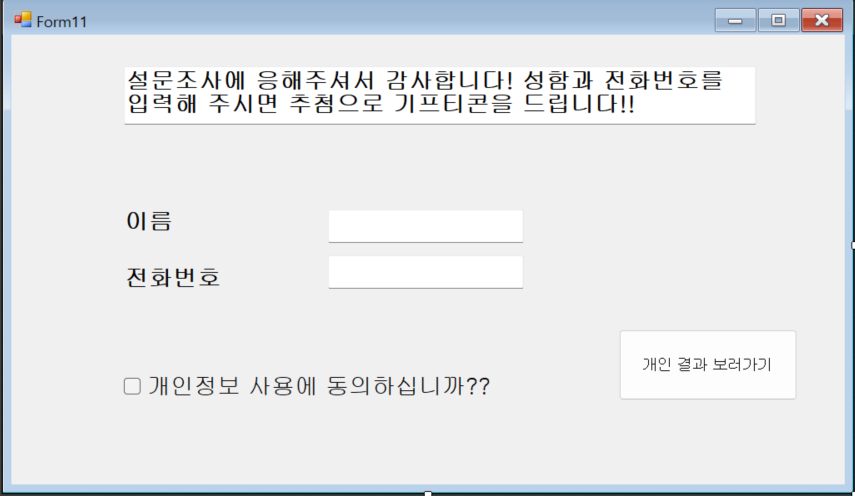 Form11
설문조사에 응해주셔서 감사합니다! 성함과 전화번호를
입력해 주시면 추첨으로 기프티콘을 드립니다!!
이름
전화번호
개인 결과 보러가기
개인정보 사용에 동의하십니까??